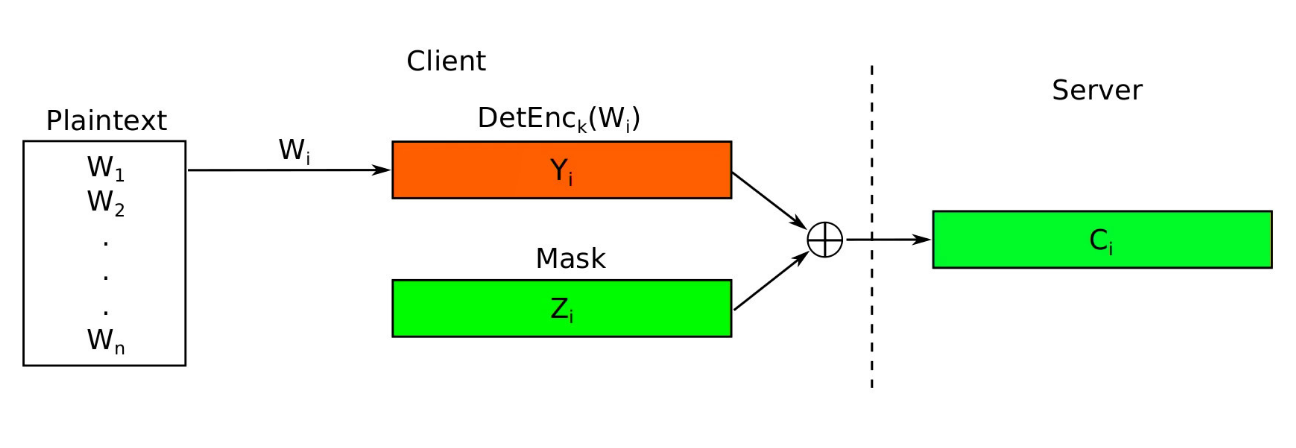 Client
Server
Plaintext
DetEncₖ(Wᵢ)
W₁
W₂
.
.
.
Wₙ
Wᵢ
Yᵢ
Mask
Zᵢ
Cᵢ